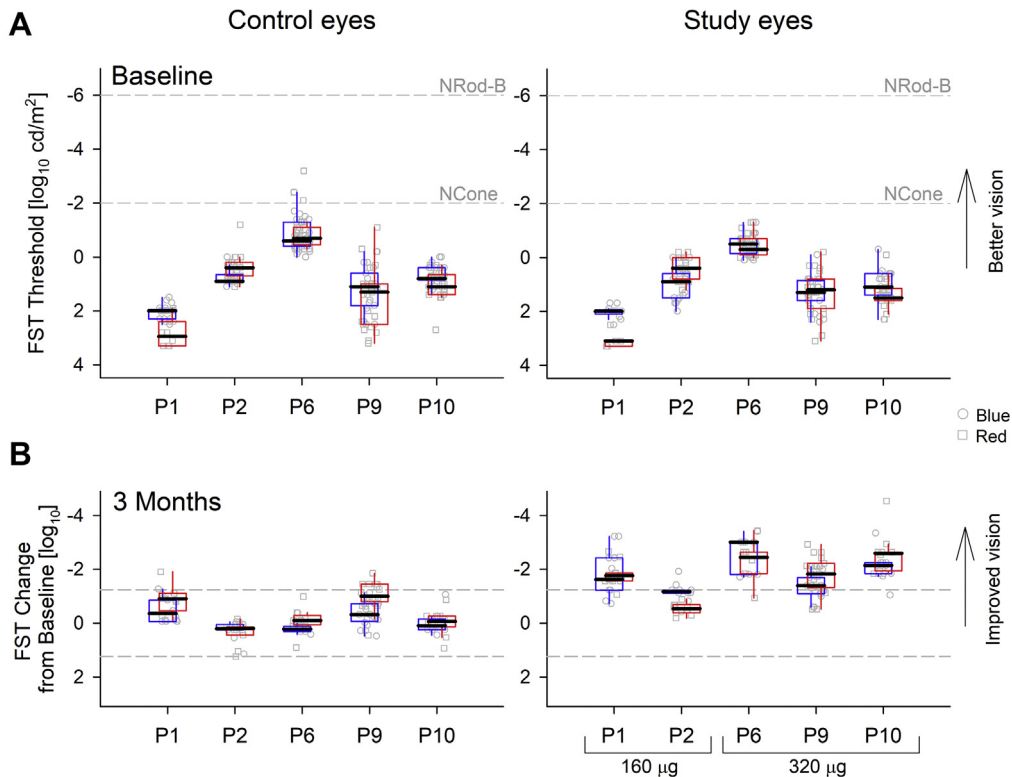 A
Control eyes
Study eyes
Baseline
FST Threshold [log10 cd/m2]
-6
-4
-2
0
2
4
NRod-B
NCone
P1 P2 P6 P9 P10
-6
-4
-2
0
2
4
NRod-B
NCone
P1 P2 P6 P9 P10
Better vision
Blue
Red
B
3 Months
FST Change
from Baseline [log10]
-4
-2
0
2
P1 P2 P6 P9 P10
-4
-2
0
2
P1 P2 P6 P9 P10
160 µg
320 µg
Improved vision